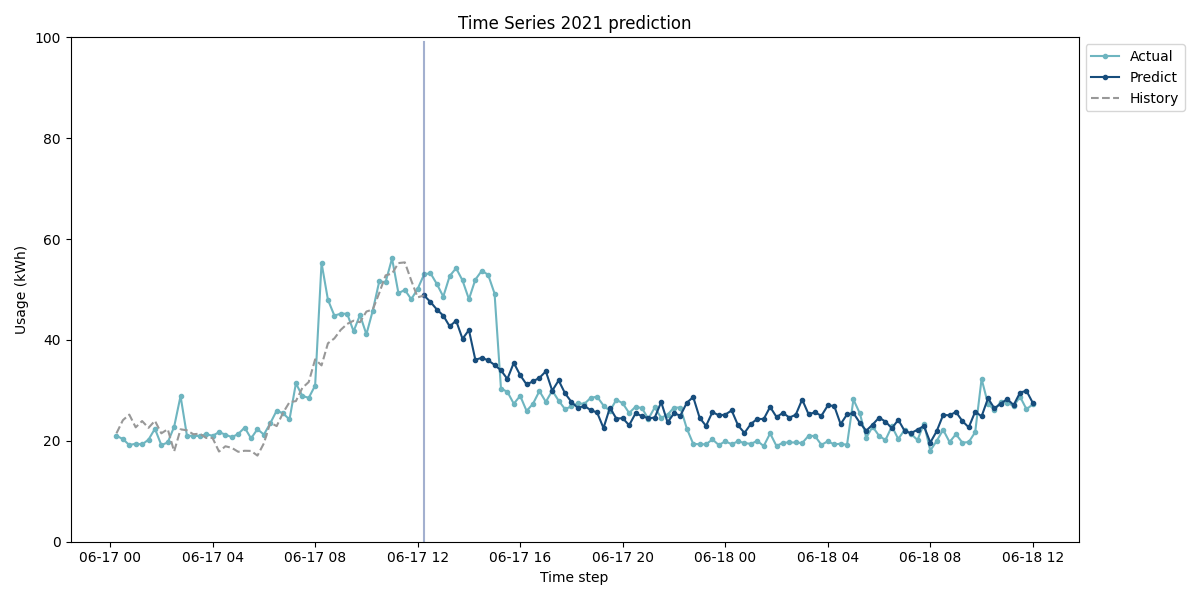 Time Series 2021 prediction
Usage (kWh)
100
80
60
40
20
0
06-17 00
06-17 04
06-17 08
06-17 12
06-17 16
06-17 20
06-18 00
06-18 04
06-18 08
06-18 12
Time step
Actual
Predict
History